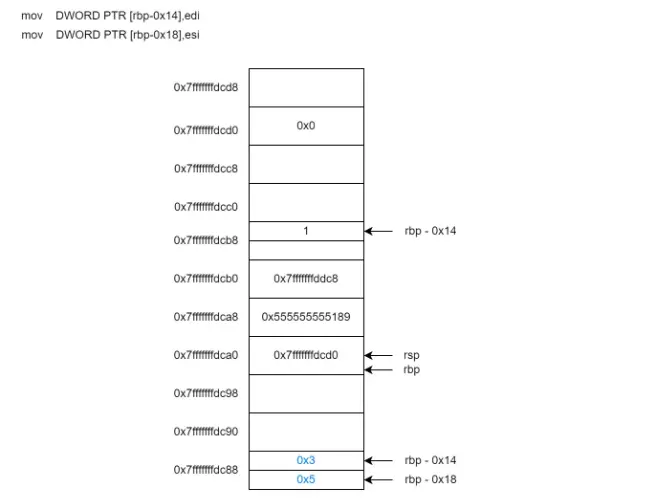 mov DWORD PTR [rbp-0x14],edi
mov DWORD PTR [rbp-0x18],esi
0x7fffffffdcd8
0x7fffffffdcd0 0x0
0x7fffffffdcc8
0x7fffffffdcc0
1 rbp - 0x14
0x7fffffffdcb8
0x7fffffffdcb0 0x7fffffffddc8
0x7fffffffdca8 0x555555555189
0x7fffffffdca0 0x7fffffffdcd0 rsp
rbp
0x7fffffffdc98
0x7fffffffdc90
0x3 rbp - 0x14
0x7fffffffdc88
0x5 rbp - 0x18